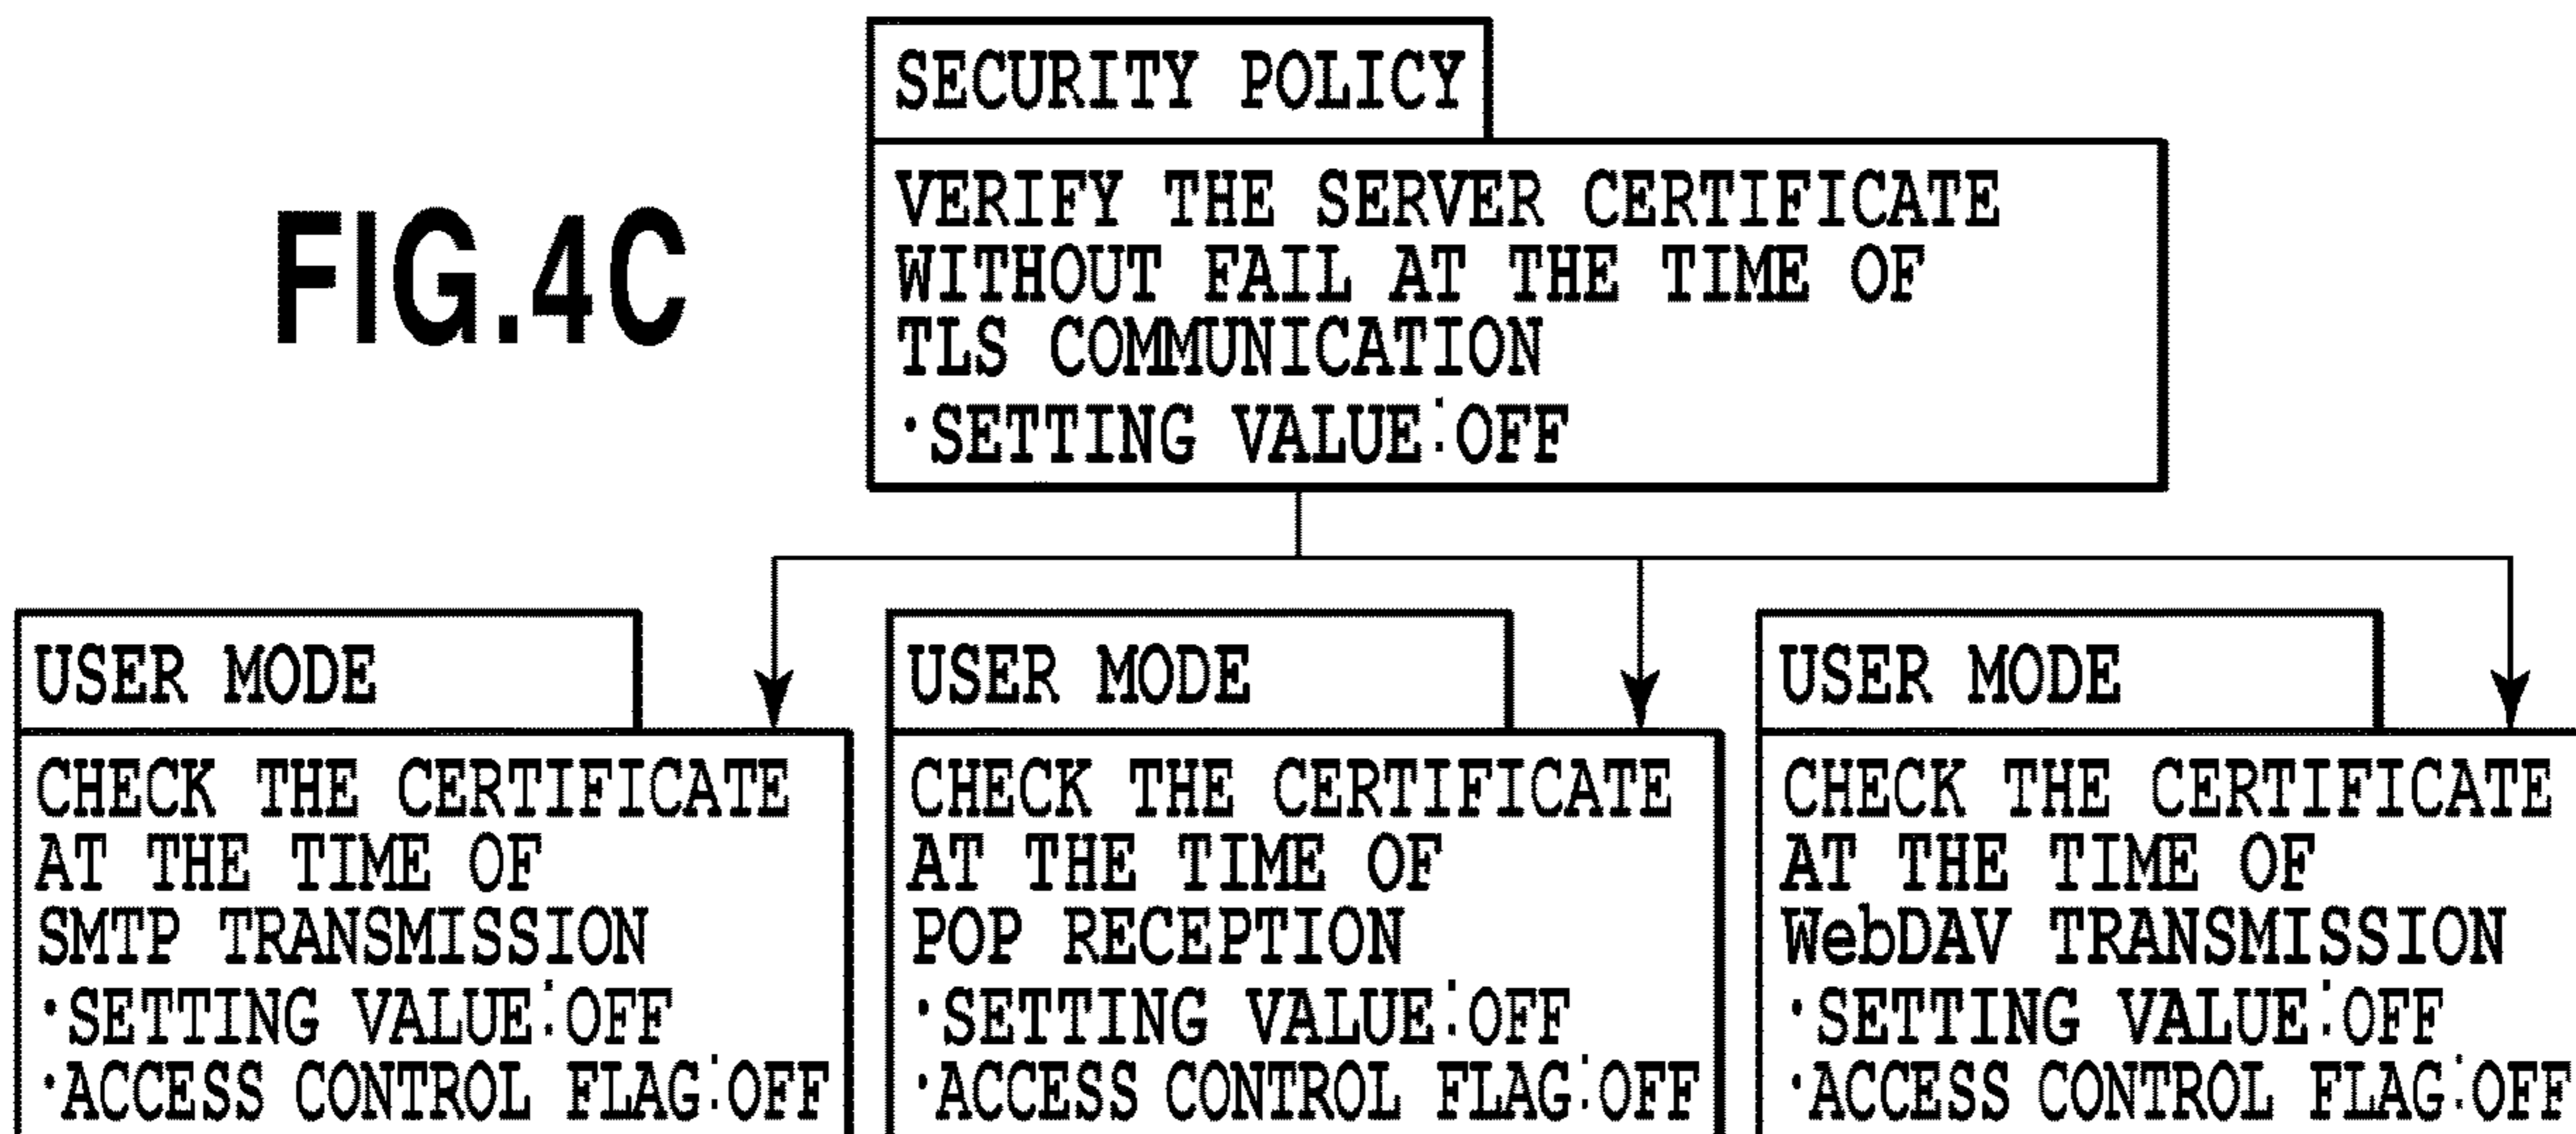 FIG.4C
SECURITY POLICY
VERIFY THE SERVER CERTIFICATE
WITHOUT FAIL AT THE TIME OF
TLS COMMUNICATION
・SETTING VALUE:OFF
USER MODE
CHECK THE CERTIFICATE
AT THE TIME OF
SMTP TRANSMISSION
・SETTING VALUE:OFF
・ACCESS CONTROL FLAG:OFF
USER MODE
CHECK THE CERTIFICATE
AT THE TIME OF
POP RECEPTION
・SETTING VALUE:OFF
・ACCESS CONTROL FLAG:OFF
USER MODE
CHECK THE CERTIFICATE
AT THE TIME OF
WebDAV TRANSMISSION
・SETTING VALUE:OFF
・ACCESS CONTROL FLAG:OFF